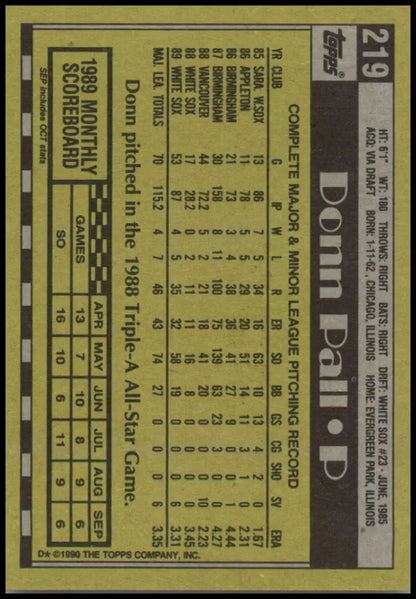 219
Topps®
Donn Pall • P
HT: 6'1" WT: 180 THROWS: RIGHT BATS: RIGHT DRFT: WHITE SOX #23 - JUNE, 1985
ACQ: VIA DRAFT BORN: 1-11-62, CHICAGO, ILLINOIS HOME: EVERGREEN PARK, ILLINOIS
COMPLETE MAJOR & MINOR LEAGUE PITCHING RECORD
YR CLUB G IP W L R ER SO BB GS CG SHO SV ERA
85 SARA. W.SOX 13 86 7 5 34 16 63 10 13 4 2 0 1.67
86 APPLETON 11 78 5 2 29 20 51 14 11 3 1 0 2.31
86 BIRMINGHAM 21 73 3 11 38 36 41 27 4.44
87 BIRMINGHAM 30 158 8 11 100 75 139 63 23 3 0 0 4.27
88 VANCOUVER 44 72.2 5 2 21 18 41 20 0 0 0 10 2.23
88 WHITE SOX 17 28.2 0 2 11 11 16 8 0 0 0 0 3.45
89 WHITE SOX 53 87 4 5 35 32 58 19 0 0 0 6 3.31
MAJ. LEA. TOTALS 70 115.2 4 7 46 43 74 27 0 0 0 6 3.35
Donn pitched in the 1988 Triple-A All-Star Game.
1989 MONTHLY
SCOREBOARD
SEP includes OCT stats
APR MAY JUN JUL AUG SEP
GAMES 13 7 10 8 9 6
SO 16 10 6 11 9 6
D★ ©1990 THE TOPPS COMPANY, INC.